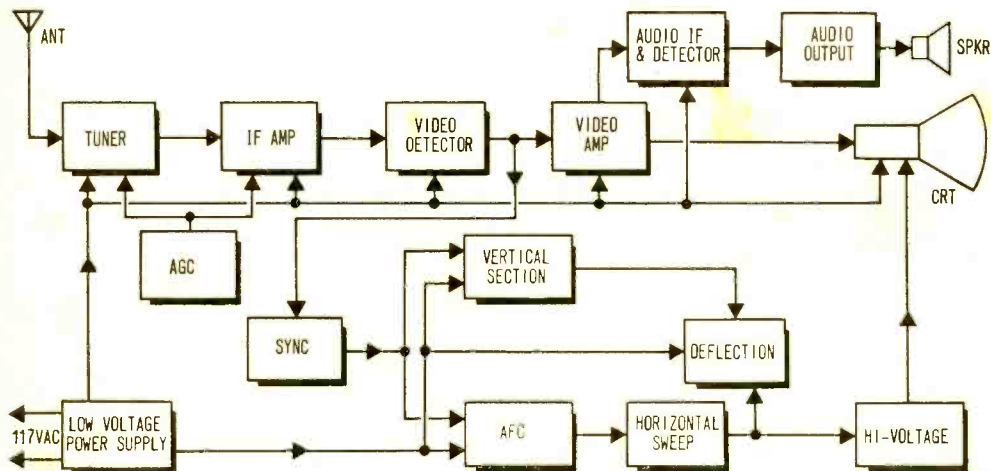 ANT
TUNER
IF AMP
VIDEO
DETECTOR
VIDEO
AMP
AUDIO IF
& DETECTOR
AUDIO
OUTPUT
SPKR
CRT
AGC
VERTICAL
SECTION
SYNC
DEFLECTION
117VAC
LOW VOLTAGE
POWER SUPPLY
AFC
HORIZONTAL
SWEEP
HI-VOLTAGE